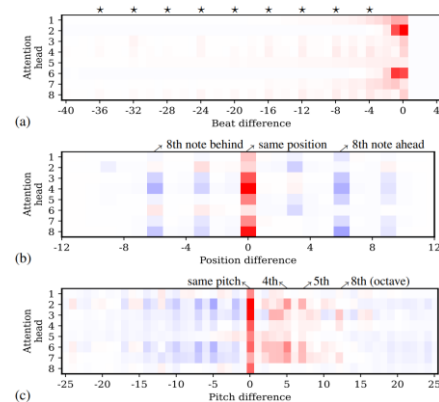 ★ ★ ★ ★ ★ ★ ★ ★ ★
Attention
head
1
2
3
4
5
6
7
8
-40 -36 -32 -28 -24 -20 -16 -12 -8 -4 0 4
(a) Beat difference
↗ 8th note behind ↗ same position ↗ 8th note ahead
Attention
head
1
2
3
4
5
6
7
8
-12 -8 -4 0 4 8 12
(b) Position difference
same pitch↗ 4th↗ ↗5th ↗ 8th (octave)
Attention
head
1
2
3
4
5
6
7
8
-25 -20 -15 -10 -5 0 5 10 15 20 25
(c) Pitch difference